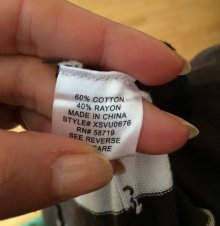 60% COTTON
40% RAYON
MADE IN CHINA
STYLE# XSVU0676
RN# 58719
SEE REVERSE
CARE